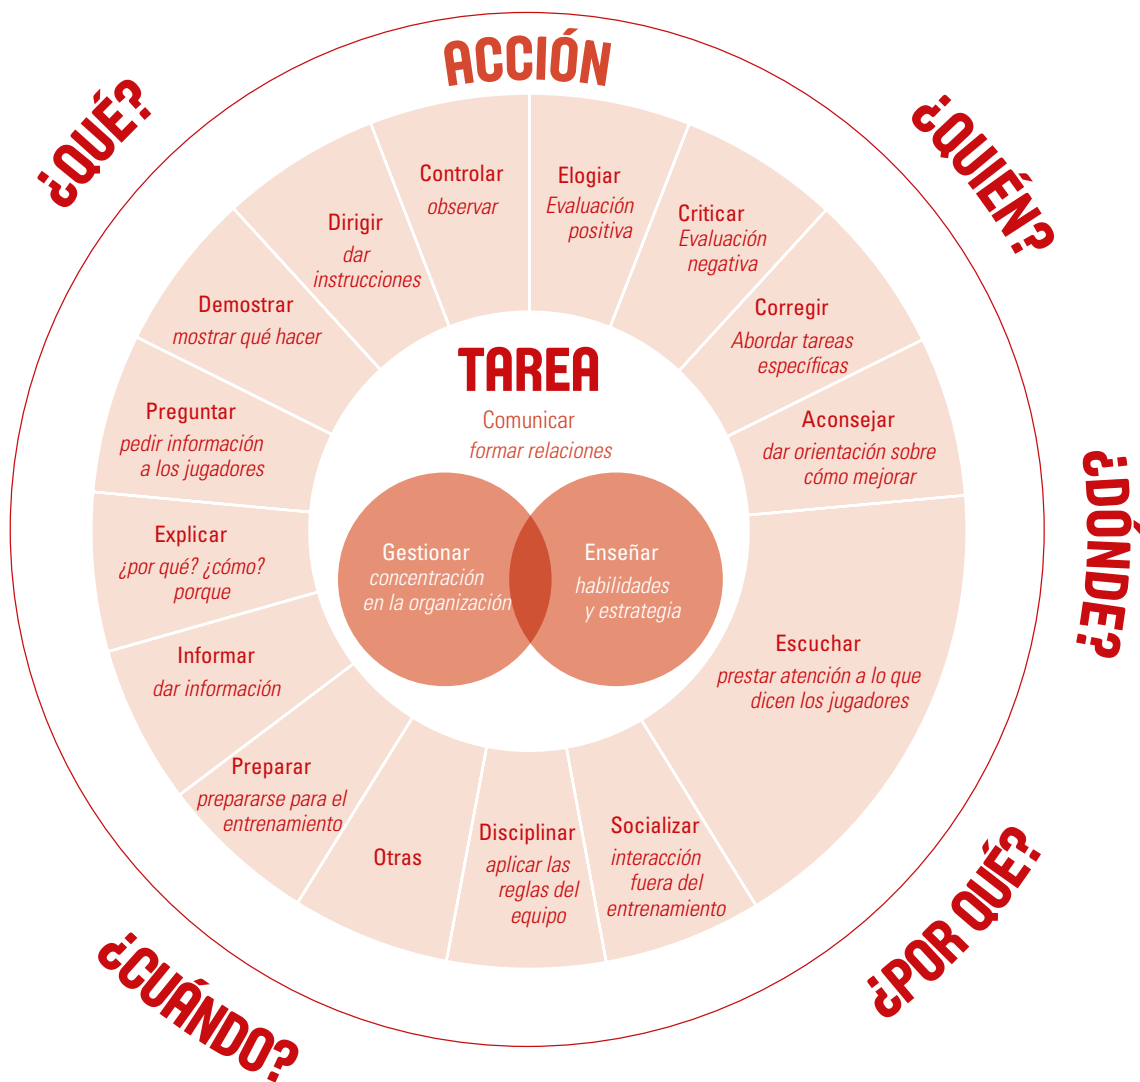 ACCIÓN
¿QUÉ?
¿QUIÉN?
¿DÓNDE?
¿POR QUÉ?
¿CUÁNDO?
Controlar
observar
Elogiar
Evaluación
positiva
Criticar
Evaluación
negativa
Corregir
Abordar tareas
específicas
Aconsejar
dar orientación sobre
cómo mejorar
Escuchar
prestar atención a lo que
dicen los jugadores
Socializar
interacción
fuera del
entrenamiento
Disciplinar
aplicar las
reglas del
equipo
Otras
Preparar
prepararse para el
entrenamiento
Informar
dar información
Explicar
¿por qué? ¿cómo?
porque
Preguntar
pedir información
a los jugadores
Demostrar
mostrar qué hacer
Dirigir
dar
instrucciones
TAREA
Comunicar
formar relaciones
Gestionar
concentración
en la organización
Enseñar
habilidades
y estrategia